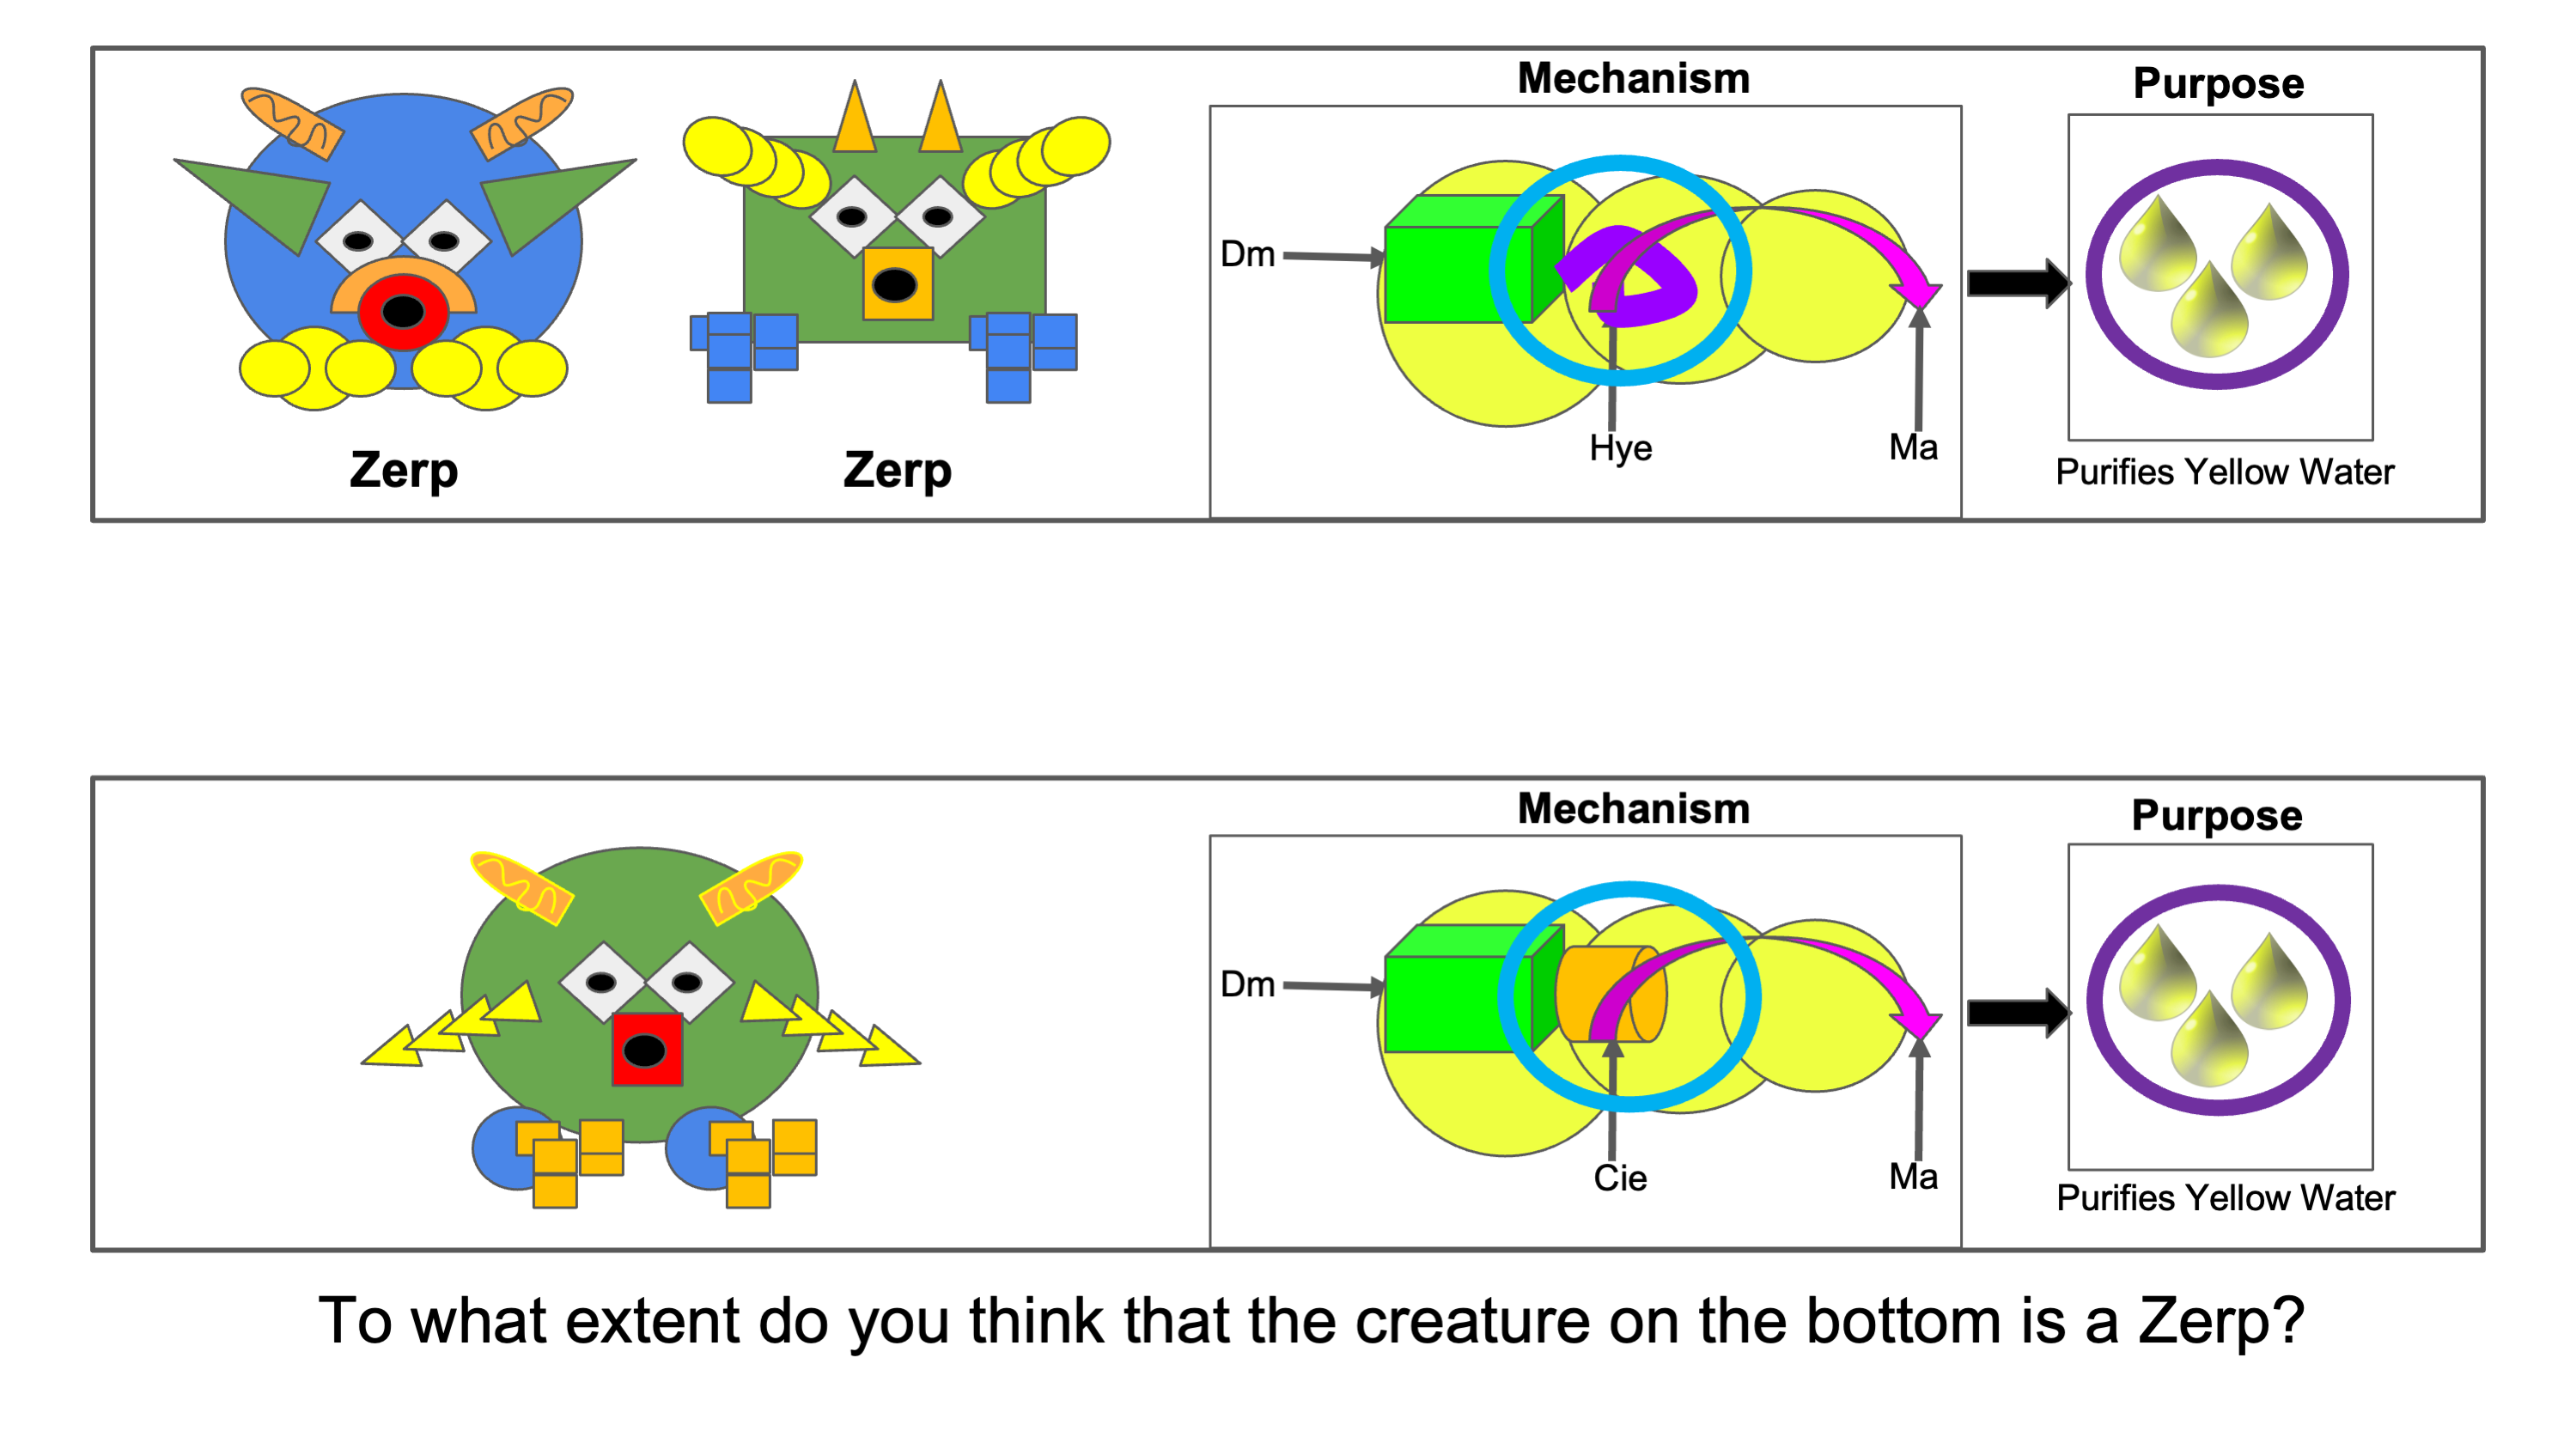 Mechanism
Purpose
Dm
Hye
Ma
Zerp
Zerp
Purifies Yellow Water
Mechanism
Purpose
Dm
Cie
Ma
Purifies Yellow Water
To what extent do you think that the creature on the bottom is a Zerp?